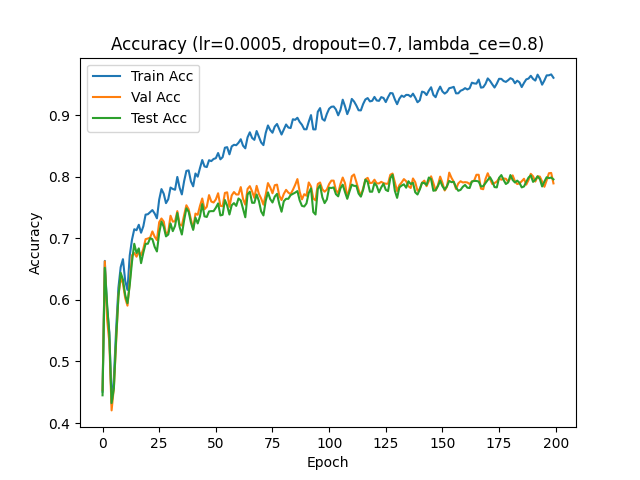 Accuracy (lr=0.0005, dropout=0.7, lambda_ce=0.8)
Train Acc
Val Acc
Test Acc
Accuracy
0.9
0.8
0.7
0.6
0.5
0.4
0 25 50 75 100 125 150 175 200
Epoch